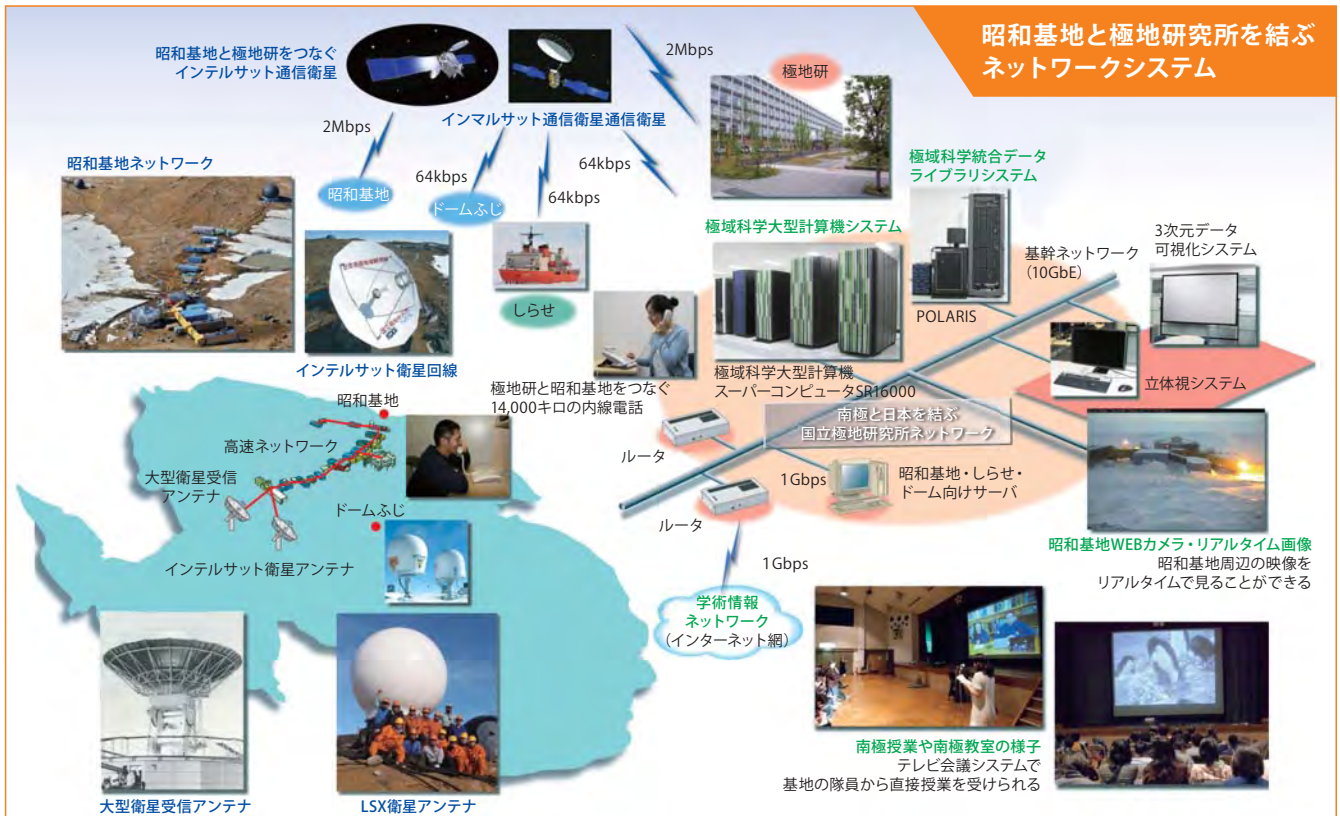 昭和基地と極地研究所を結ぶ
ネットワークシステム
昭和基地と極地研をつなぐ
インテルサット通信衛星
2Mbps
極地研
2Mbps
インマルサット通信衛星通信衛星
昭和基地ネットワーク
64kbps
64kbps
64kbps
昭和基地
ドームふじ
極域科学統合データ
ライブラリシステム
極域科学大型計算機システム
3次元データ
可視化システム
基幹ネットワーク
（10GbE）
しらせ
POLARIS
インテルサット衛星回線
極地研と昭和基地をつなぐ
14,000キロの内線電話
極域科学大型計算機
スーパーコンピュータSR16000
立体視システム
昭和基地
高速ネットワーク
大型衛星受信
アンテナ
南極と日本を結ぶ
国立極地研究所ネットワーク
ルータ
1Gbps
昭和基地・しらせ・
ドーム向けサーバ
ドームふじ
ルータ
インテルサット衛星アンテナ
昭和基地WEBカメラ・リアルタイム画像
昭和基地周辺の映像を
リアルタイムで見ることができる
1Gbps
学術情報
ネットワーク
（インターネット網）
南極授業や南極教室の様子
テレビ会議システムで
基地の隊員から直接授業を受けられる
大型衛星受信アンテナ
LSX衛星アンテナ